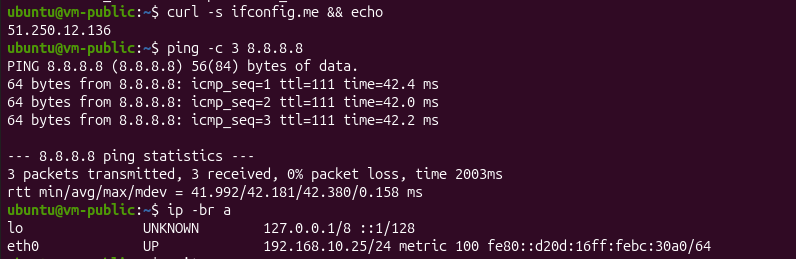 ubuntu@vm-public:~$ curl -s ifconfig.me && echo
51.250.12.136
ubuntu@vm-public:~$ ping -c 3 8.8.8.8
PING 8.8.8.8 (8.8.8.8) 56(84) bytes of data.
64 bytes from 8.8.8.8: icmp_seq=1 ttl=111 time=42.4 ms
64 bytes from 8.8.8.8: icmp_seq=2 ttl=111 time=42.0 ms
64 bytes from 8.8.8.8: icmp_seq=3 ttl=111 time=42.2 ms

--- 8.8.8.8 ping statistics ---
3 packets transmitted, 3 received, 0% packet loss, time 2003ms
rtt min/avg/max/mdev = 41.992/42.181/42.380/0.158 ms
ubuntu@vm-public:~$ ip -br a
lo               UNKNOWN        127.0.0.1/8 ::1/128
eth0             UP             192.168.10.25/24 metric 100 fe80::d20d:16ff:febc:30a0/64